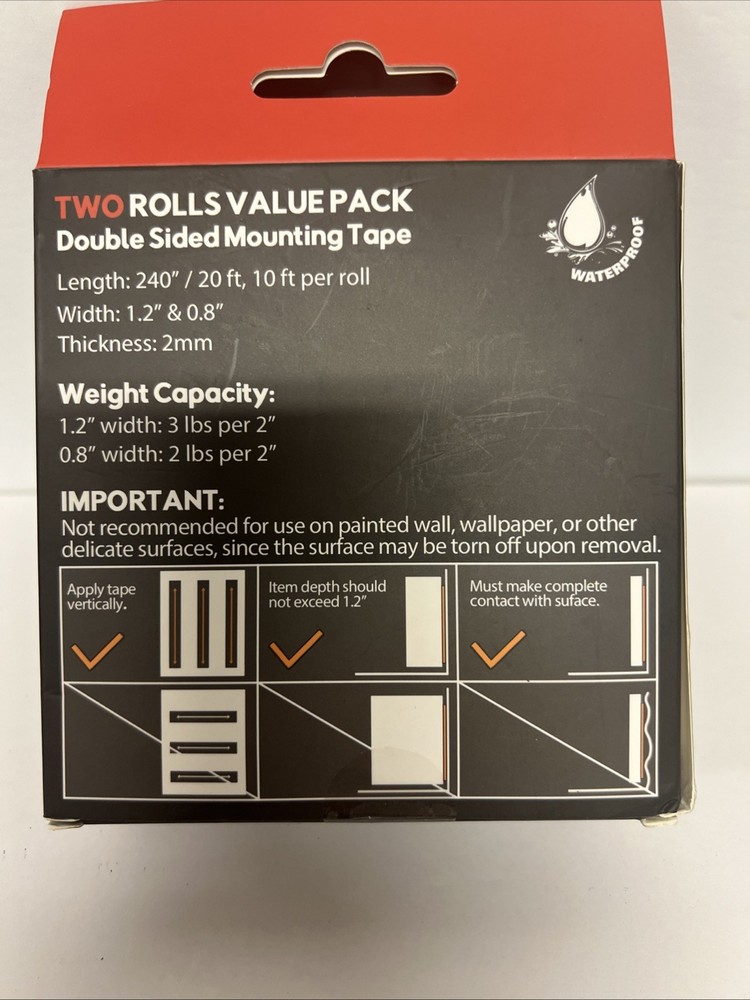 TWO ROLLS VALUE PACK
Double Sided Mounting Tape
WATERPROOF
Length: 240” / 20 ft, 10 ft per roll
Width: 1.2” & 0.8”
Thickness: 2mm
Weight Capacity:
1.2” width: 3 lbs per 2”
0.8” width: 2 lbs per 2”
IMPORTANT:
Not recommended for use on painted wall, wallpaper, or other
delicate surfaces, since the surface may be torn off upon removal.
Apply tape
vertically.
Item depth should
not exceed 1.2”
Must make complete
contact with suface.